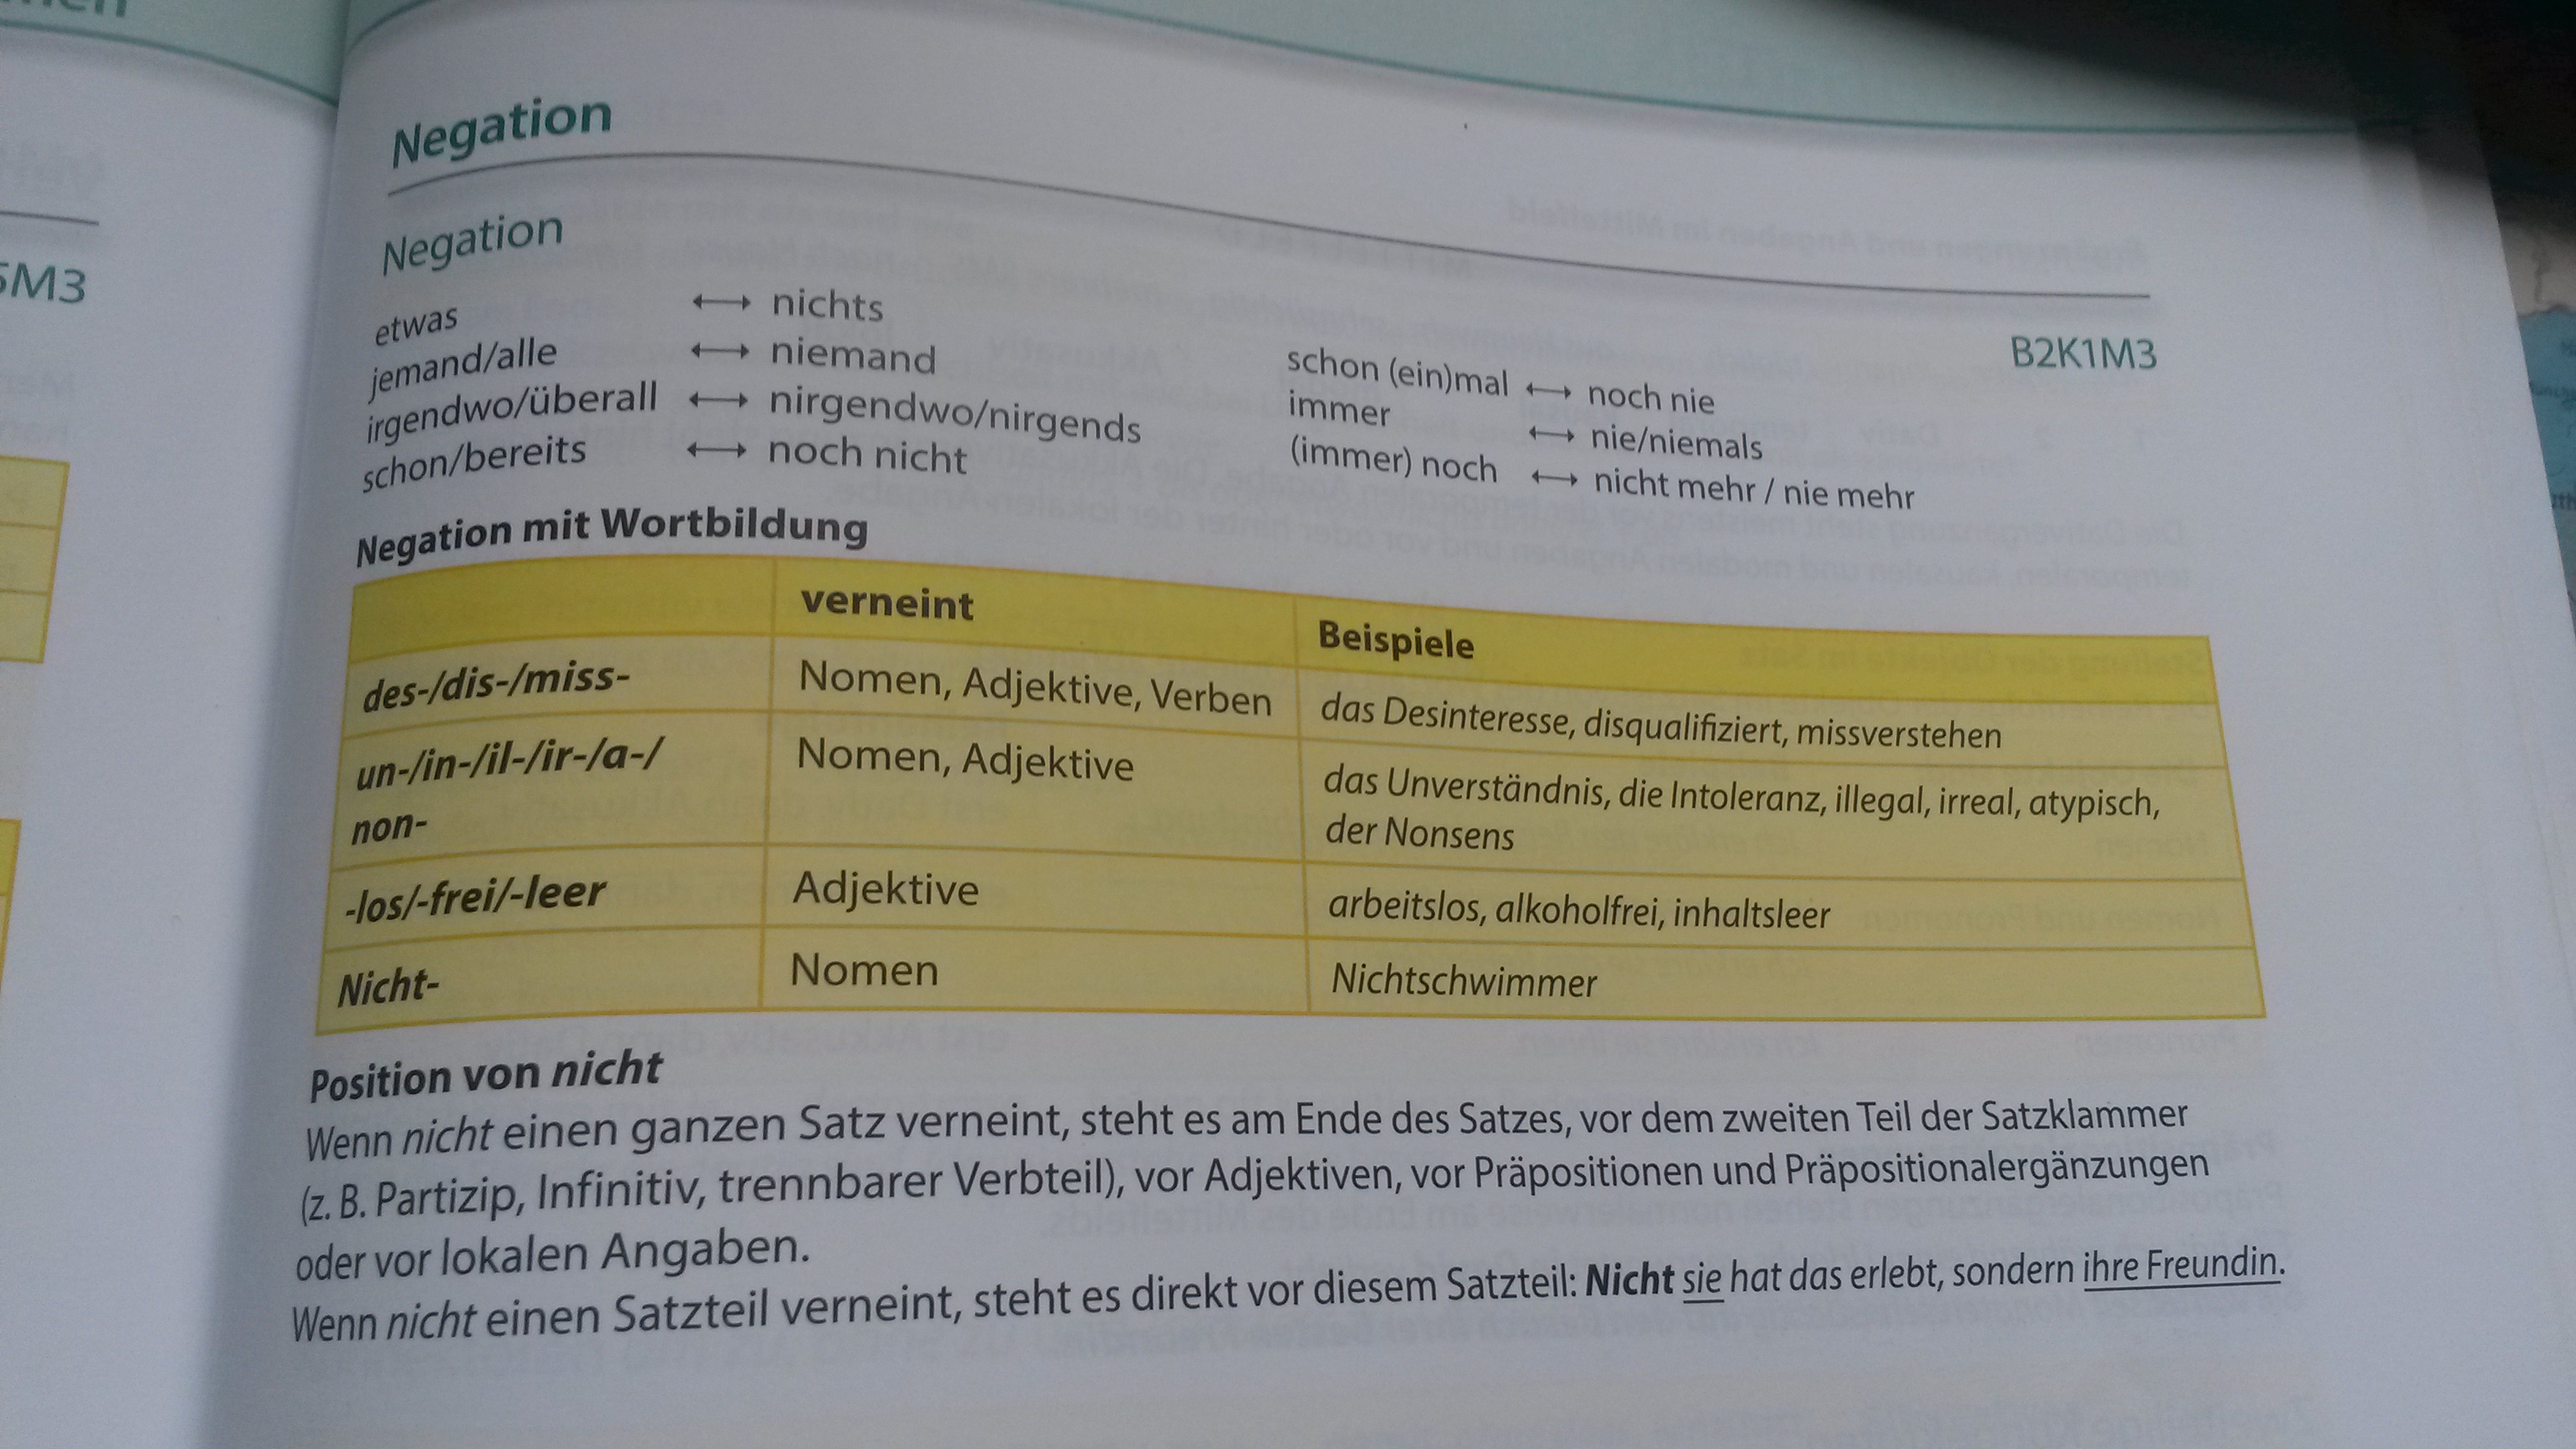 5M3
Negation
Negation
B2K1M3
etwas ↔ nichts
jemand/alle ↔ niemand
irgendwo/überall ↔ nirgendwo/nirgends
schon/bereits ↔ noch nicht
schon (ein)mal ↔ noch nie
immer ↔ nie/niemals
(immer) noch ↔ nicht mehr / nie mehr
Negation mit Wortbildung
verneint Beispiele
des-/dis-/miss- Nomen, Adjektive, Verben das Desinteresse, disqualifiziert, missverstehen
un-/in-/il-/ir-/a-/ Nomen, Adjektive das Unverständnis, die Intoleranz, illegal, irreal, atypisch,
non- der Nonsens
-los/-frei/-leer Adjektive arbeitslos, alkoholfrei, inhaltsleer
Nicht- Nomen Nichtschwimmer
Position von nicht
Wenn nicht einen ganzen Satz verneint, steht es am Ende des Satzes, vor dem zweiten Teil der Satzklammer
(z. B. Partizip, Infinitiv, trennbarer Verbteil), vor Adjektiven, vor Präpositionen und Präpositionalergänzungen
oder vor lokalen Angaben.
Wenn nicht einen Satzteil verneint, steht es direkt vor diesem Satzteil: Nicht sie hat das erlebt, sondern ihre Freundin.